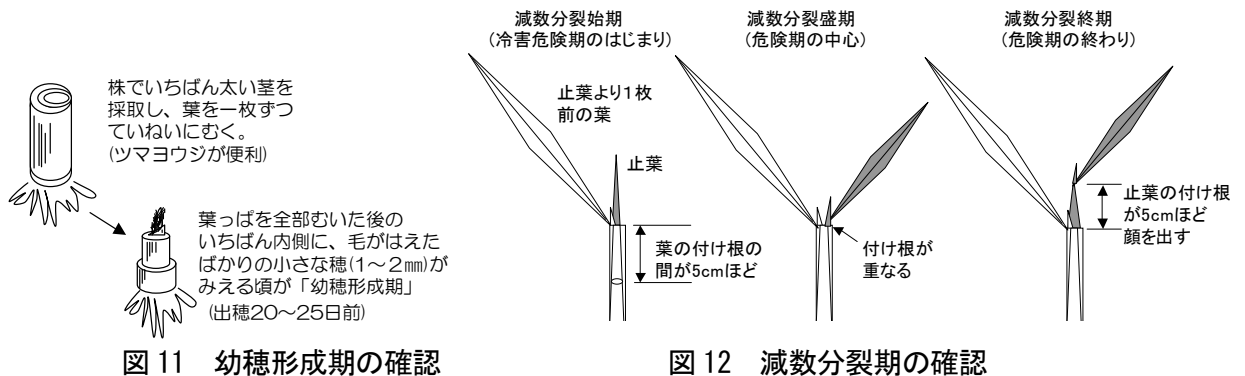 株でいちばん太い茎を
採取し、葉を一枚ずつ
ていねいにむく。
(ツマヨウジが便利)
葉っぱを全部むいた後の
いちばん内側に、毛がはえた
ばかりの小さな穂(1～2㎜)が
みえる頃が「幼穂形成期」
(出穂20～25日前)
図11　幼穂形成期の確認
減数分裂始期
(冷害危険期のはじまり)
止葉より1枚
前の葉
止葉
葉の付け根の
間が5cmほど
減数分裂盛期
(危険期の中心)
付け根が
重なる
減数分裂終期
(危険期の終わり)
止葉の付け根
が5cmほど
顔を出す
図12　減数分裂期の確認